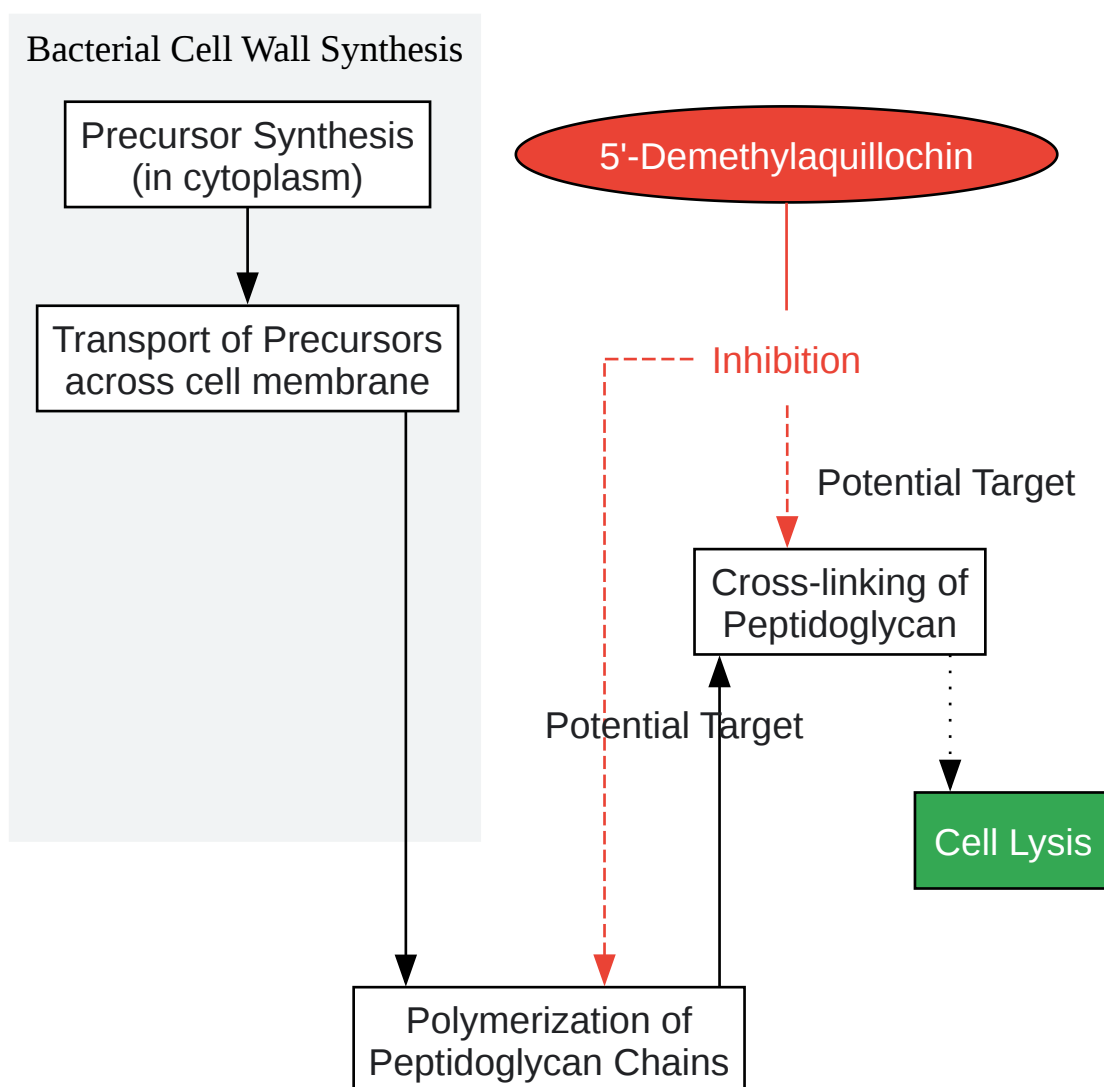 Bacterial Cell Wall Synthesis
Precursor Synthesis
(in cytoplasm)
5'-Demethylaquillochin
Transport of Precursors
across cell membrane
Inhibition
Potential Target
Cross-linking of
Peptidoglycan
Potential Target
Cell Lysis
Polymerization of
Peptidoglycan Chains